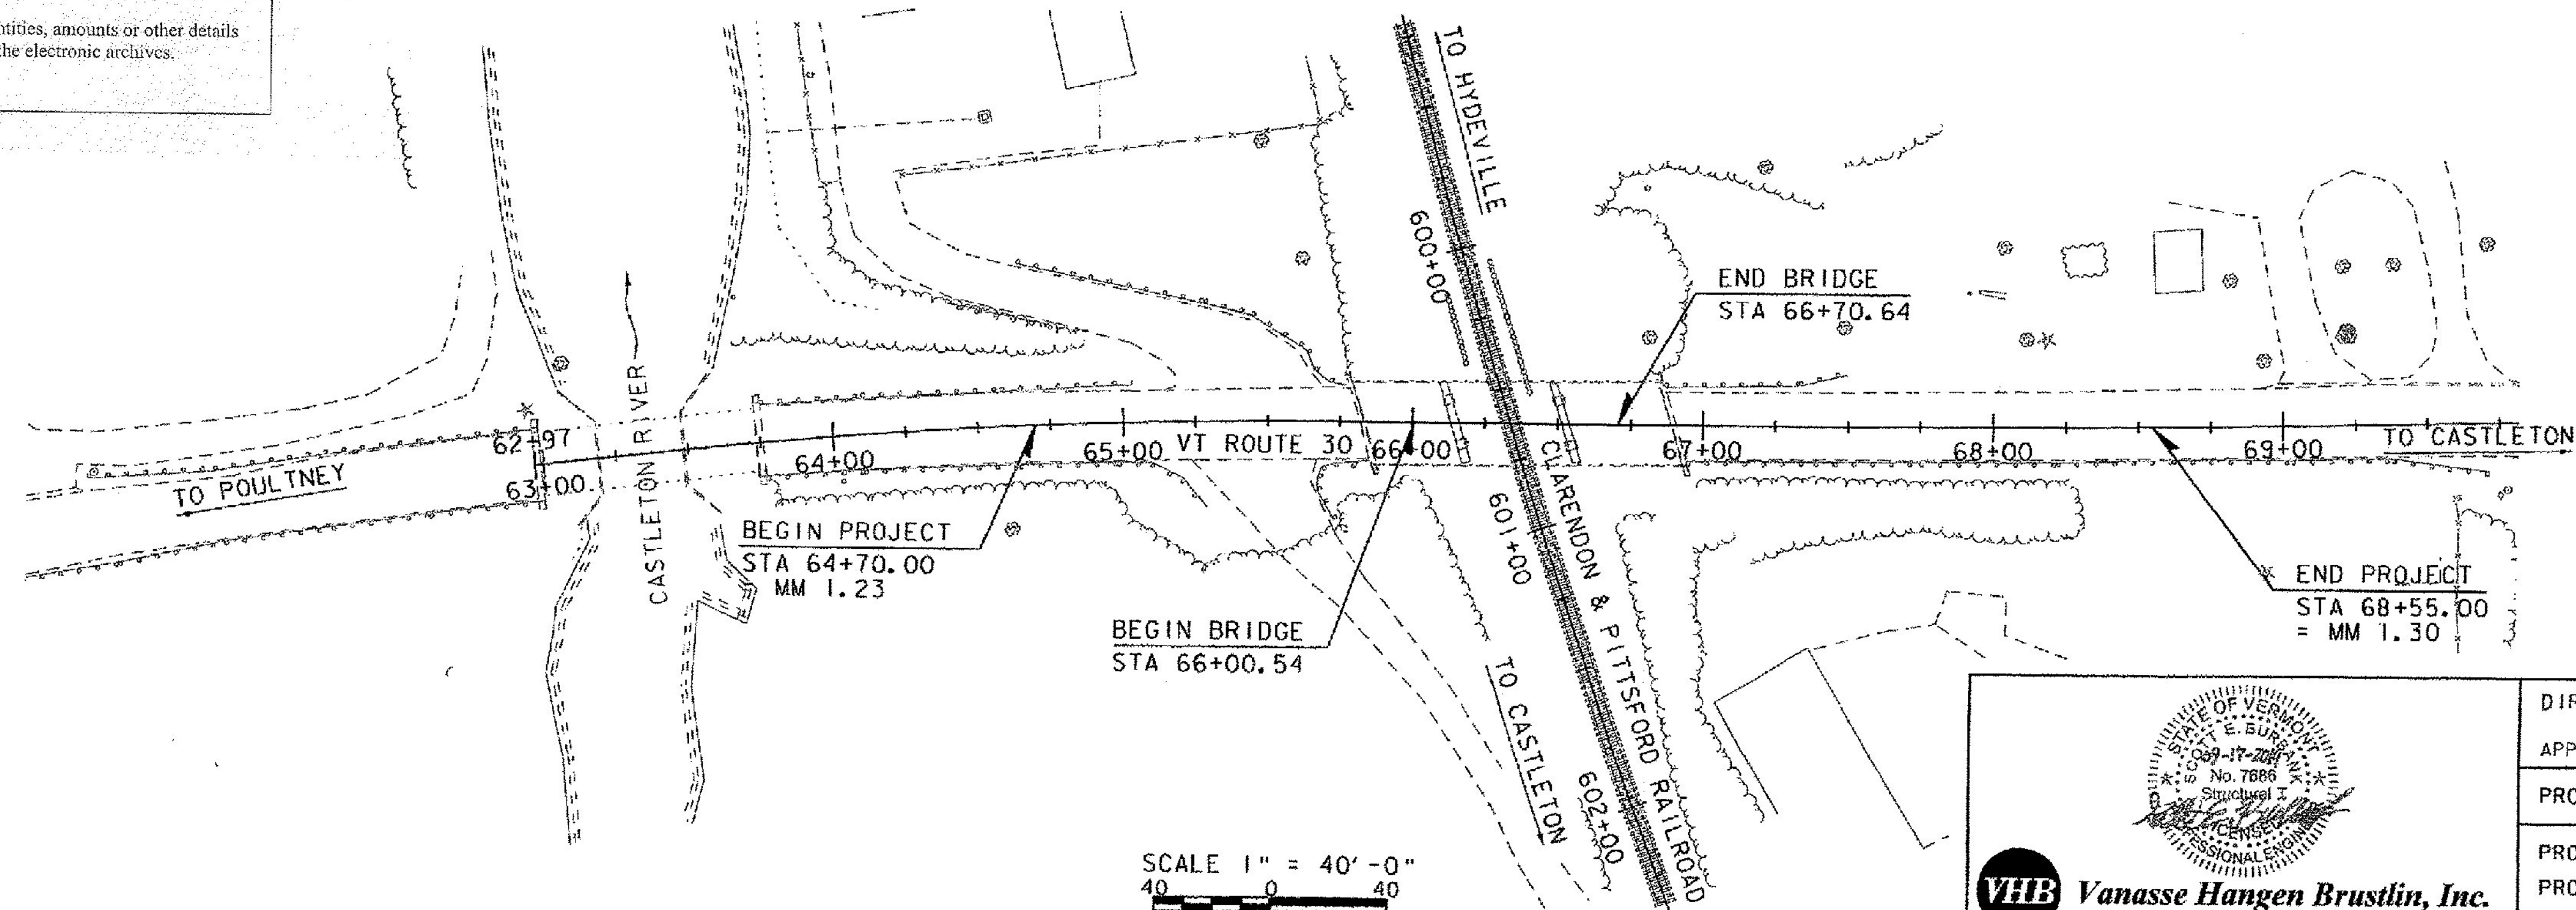 ntities, amounts or other details
the electronic archives.
TO HYDEVILLE
600+00
END BRIDGE
STA 66+70.64
CASTLETON RIVER
62+97
63+00
TO POULTNEY
64+00
65+00
VT ROUTE 30
66+00
67+00
68+00
69+00
TO CASTLETON
BEGIN PROJECT
STA 64+70.00
MM 1.23
BEGIN BRIDGE
STA 66+00.54
601+00
CLARENDON & PITTSFORD RAILROAD
TO CASTLETON
602+00
END PROJECT
STA 68+55.00
= MM 1.30
SCALE 1" = 40'-0"
40 0 40
STATE OF VERMONT
SCOTT E. BURBANK
No. 7686
Structural I
LICENSED
PROFESSIONAL ENGINEER
VHB Vanasse Hangen Brustlin, Inc.
DIR
APP
PRO
PRO
PRO